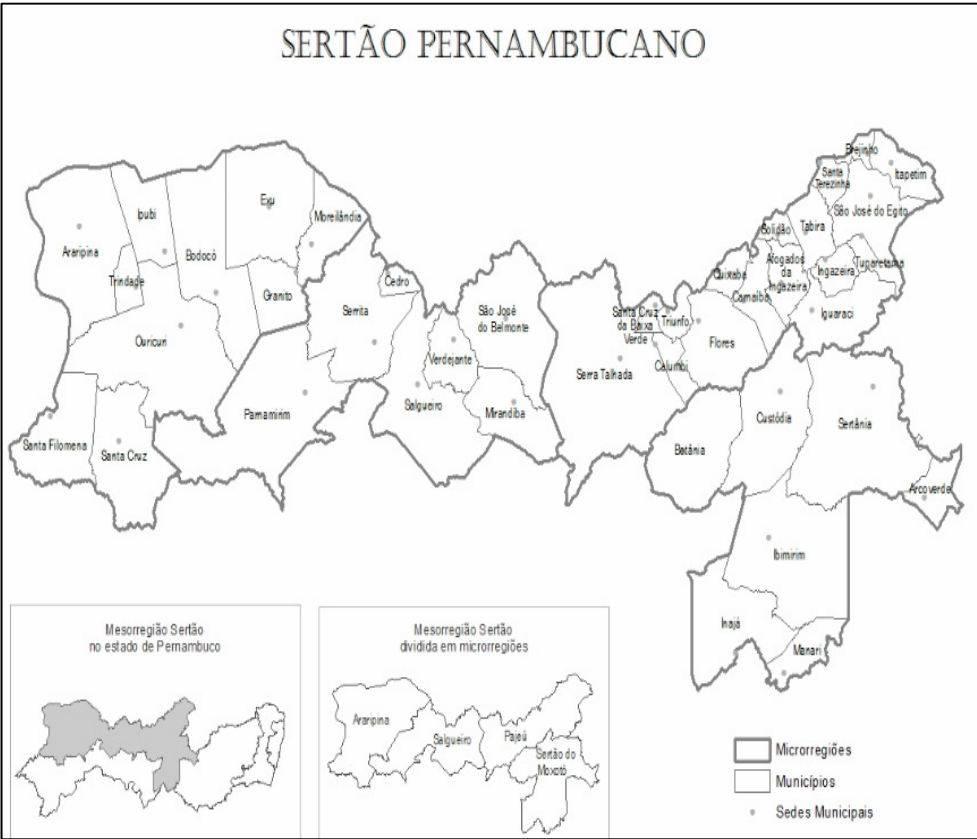 SERTÃO PERNAMBUCANO
Brejinho
Itapetim
Santa
Terezinha
São José do Egito
Ipubi
Exu
Moreilândia
Solidão
Tabira
Araripina
Bodocó
Afogados
da
Ingazeira
Ingazeira
Tuparetama
Quixaba
Trindade
Granito
Cedro
Carnaíba
Serrita
São José
do Belmonte
Iguaraci
Santa Cruz
da Baixa
Verde
Triunfo
Ouricuri
Flores
Verdejante
Serra Talhada
Calumbi
Parnamirim
Salgueiro
Mirandiba
Custódia
Sertânia
Santa Filomena
Santa Cruz
Betânia
Arcoverde
Ibimirim
Inajá
Manari
Mesorregião Sertão
no estado de Pernambuco
Mesorregião Sertão
dividida em microrregiões
Araripina
Salgueiro
Pajeú
Sertão do
Moxotó
Microrregiões
Municípios
Sedes Municipais